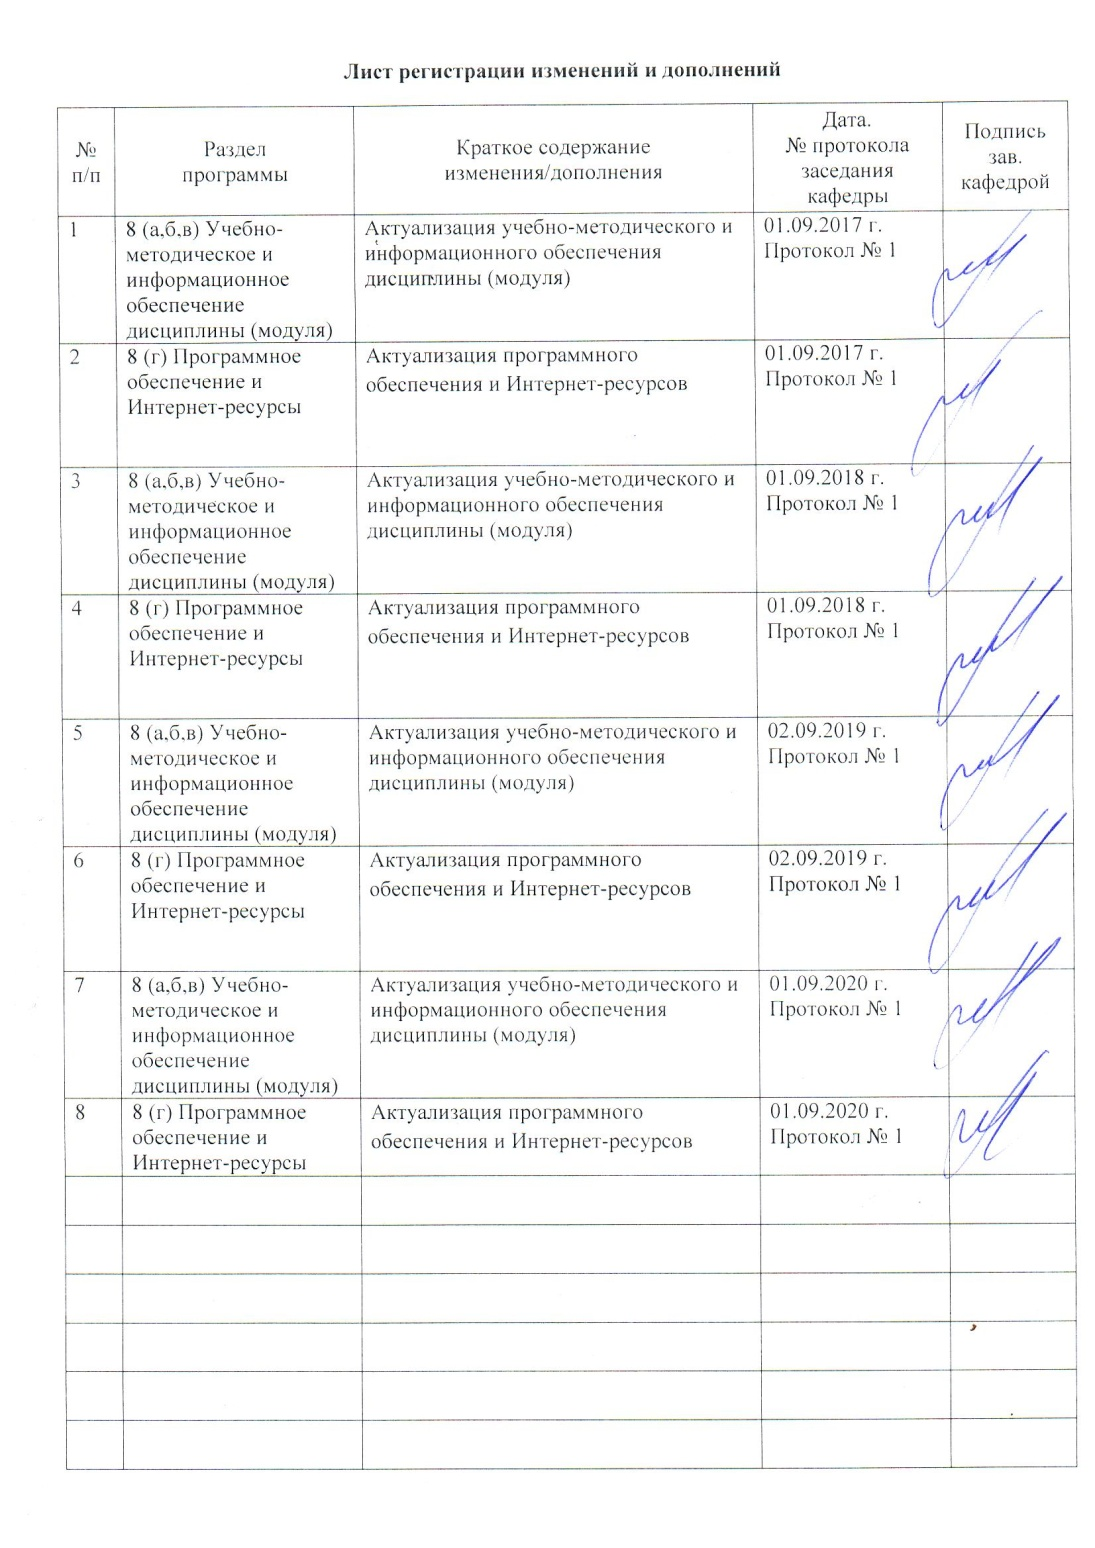 Лист регистрации изменений и дополнений
№
п/п
Раздел
программы
Краткое содержание
изменения/дополнения
Дата.
№ протокола
заседания
кафедры
Подпись
зав.
кафедрой
1
8 (а,б,в) Учебно-
методическое и
информационное
обеспечение
дисциплины (модуля)
Актуализация учебно-методического и
информационного обеспечения
дисциплины (модуля)
01.09.2017 г.
Протокол № 1
2
8 (г) Программное
обеспечение и
Интернет-ресурсы
Актуализация программного
обеспечения и Интернет-ресурсов
01.09.2017 г.
Протокол № 1
3
8 (а,б,в) Учебно-
методическое и
информационное
обеспечение
дисциплины (модуля)
Актуализация учебно-методического и
информационного обеспечения
дисциплины (модуля)
01.09.2018 г.
Протокол № 1
4
8 (г) Программное
обеспечение и
Интернет-ресурсы
Актуализация программного
обеспечения и Интернет-ресурсов
01.09.2018 г.
Протокол № 1
5
8 (а,б,в) Учебно-
методическое и
информационное
обеспечение
дисциплины (модуля)
Актуализация учебно-методического и
информационного обеспечения
дисциплины (модуля)
02.09.2019 г.
Протокол № 1
6
8 (г) Программное
обеспечение и
Интернет-ресурсы
Актуализация программного
обеспечения и Интернет-ресурсов
02.09.2019 г.
Протокол № 1
7
8 (а,б,в) Учебно-
методическое и
информационное
обеспечение
дисциплины (модуля)
Актуализация учебно-методического и
информационного обеспечения
дисциплины (модуля)
01.09.2020 г.
Протокол № 1
8
8 (г) Программное
обеспечение и
Интернет-ресурсы
Актуализация программного
обеспечения и Интернет-ресурсов
01.09.2020 г.
Протокол № 1